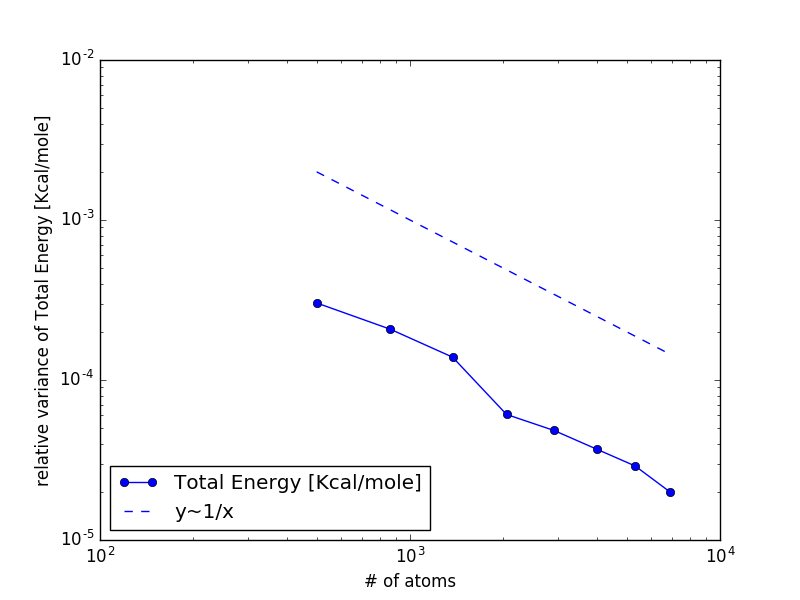 10^-2
10^-3
10^-4
10^-5
relative variance of Total Energy [Kcal/mole]
Total Energy [Kcal/mole]
y~1/x
10^2
10^3
10^4
# of atoms